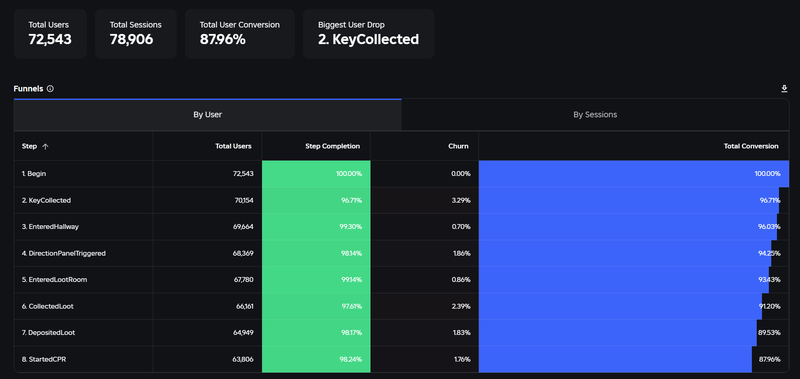 Total Users Total Sessions Total User Conversion Biggest User Drop
72,543 78,906 87.96% 2. KeyCollected
Funnels
By User By Sessions
Step Total Users Step Completion Churn Total Conversion
1. Begin 72,543 100.00% 0.00% 100.00%
2. KeyCollected 70,154 96.71% 3.29% 96.71%
3. EnteredHallway 69,664 99.30% 0.70% 96.03%
4. DirectionPanelTriggered 68,369 98.14% 1.86% 94.25%
5. EnteredLootRoom 67,780 99.14% 0.86% 93.43%
6. CollectedLoot 66,161 97.61% 2.39% 91.20%
7. DepositedLoot 64,949 98.17% 1.83% 89.53%
8. StartedCPR 63,806 98.24% 1.76% 87.96%